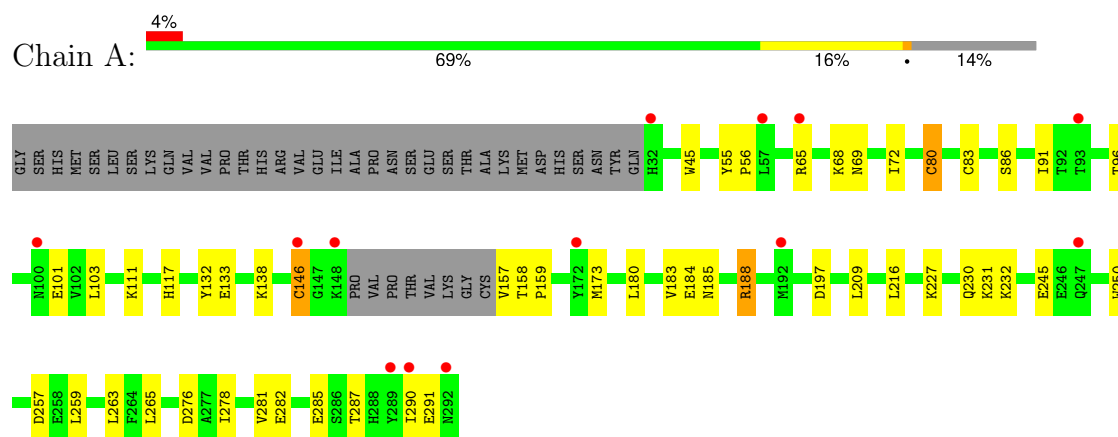 4%
Chain A:
69% 16% • 14%
GLY SER HIS MET SER LEU SER LYS GLN VAL VAL PRO THR HIS ARG VAL GLU ILE ALA PRO ASN SER GLU SER THR ALA LYS MET ASP HIS SER ASN TYR GLN H32 W45 Y55 P56 L57 R65 K68 N69 I72 C80 C83 S86 I91 T92 T93 T96
N100 E101 V102 L103 K111 H117 Y132 E133 K138 C146 G147 K148 PRO VAL PRO THR VAL LYS GLY CYS V157 T158 P159 Y172 M173 L180 V183 E184 N185 R188 M192 D197 L209 L216 K227 Q230 K231 K232 E245 E246 Q247 W250
D257 E258 L259 L263 F264 L265 D276 A277 I278 V281 E282 E285 S286 T287 H288 Y289 I290 E291 N292